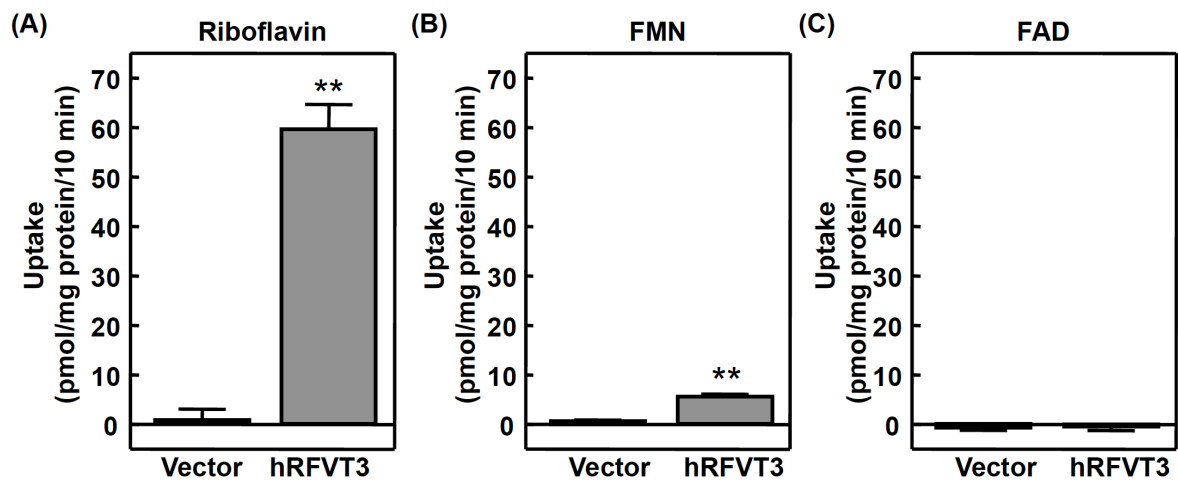 (A)
Riboflavin
Uptake
(pmol/mg protein/10 min)
70
60
50
40
30
20
10
0
**
Vector
hRFVT3
(B)
FMN
Uptake
(pmol/mg protein/10 min)
70
60
50
40
30
20
10
0
**
Vector
hRFVT3
(C)
FAD
Uptake
(pmol/mg protein/10 min)
70
60
50
40
30
20
10
0
Vector
hRFVT3